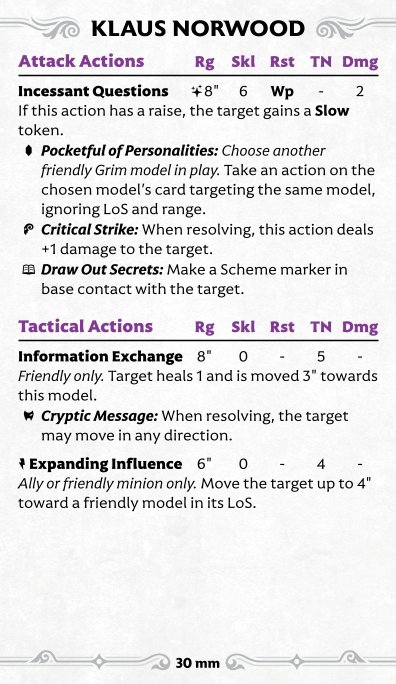 KLAUS NORWOOD
Attack Actions Rg Skl Rst TN Dmg
Incessant Questions 8" 6 Wp - 2
If this action has a raise, the target gains a Slow
token.
Pocketful of Personalities: Choose another
friendly Grim model in play. Take an action on the
chosen model's card targeting the same model,
ignoring LoS and range.
Critical Strike: When resolving, this action deals
+1 damage to the target.
Draw Out Secrets: Make a Scheme marker in
base contact with the target.
Tactical Actions Rg Skl Rst TN Dmg
Information Exchange 8" 0 - 5 -
Friendly only. Target heals 1 and is moved 3" towards
this model.
Cryptic Message: When resolving, the target
may move in any direction.
Expanding Influence 6" 0 - 4 -
Ally or friendly minion only. Move the target up to 4"
toward a friendly model in its LoS.
30 mm